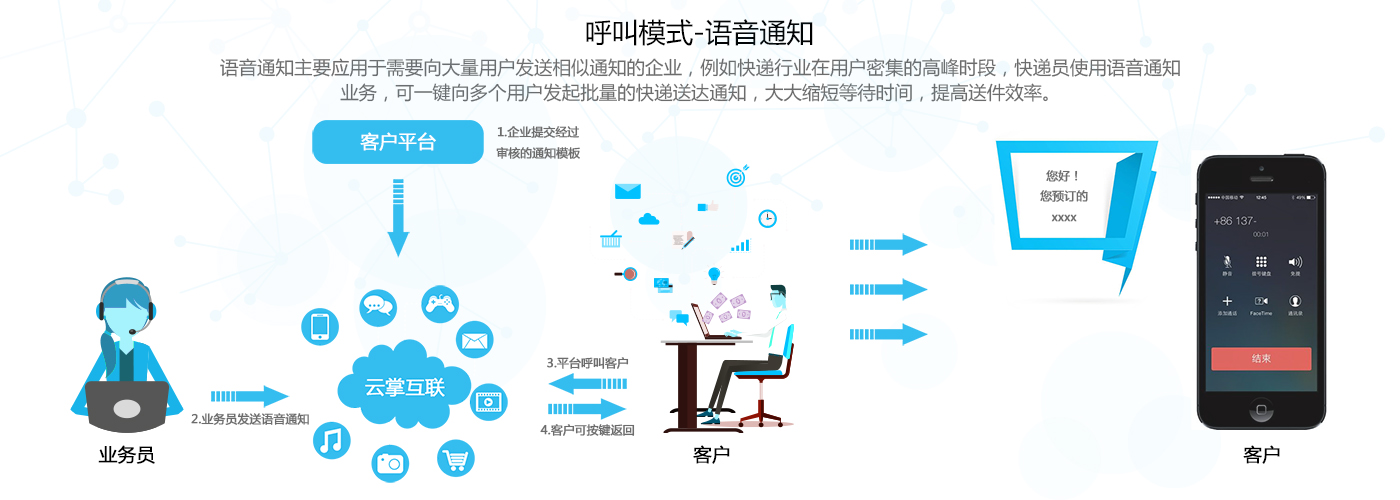 呼叫模式-语音通知
语音通知主要应用于需要向大量用户发送相似通知的企业，例如快递行业在用户密集的高峰时段，快递员使用语音通知
业务，可一键向多个用户发起批量的快递送达通知，大大缩短等待时间，提高送件效率。
客户平台
1.企业提交经过
审核的通知模板
您好！
您预订的
xxxx
中国移动 12:45 49%
+86 137-
00:01
静音 拨号键盘 免提
添加通话 FaceTime 通讯录
结束
云掌互联
3.平台呼叫客户
2.业务员发送语音通知
4.客户可按键返回
业务员
客户
客户